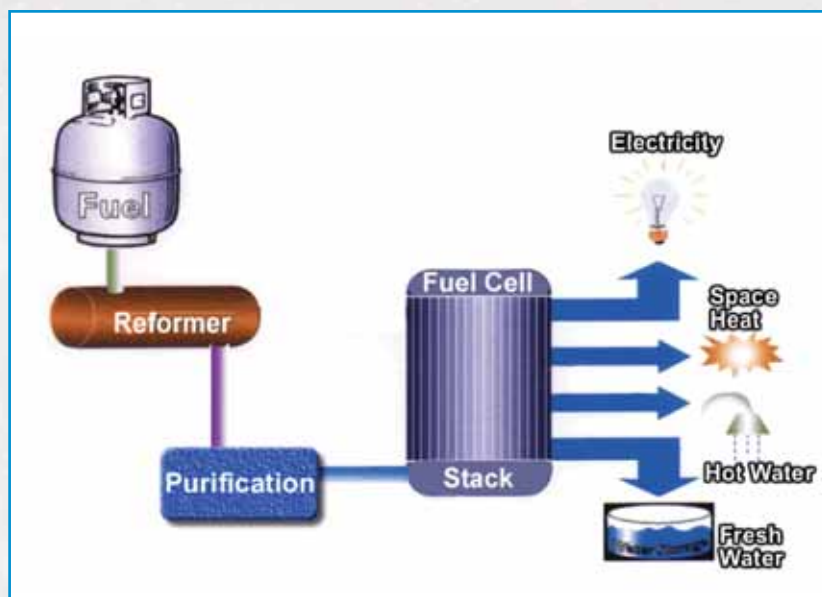 Fuel
Reformer
Purification
Fuel Cell
Stack
Electricity
Space
Heat
Hot Water
Fresh
Water